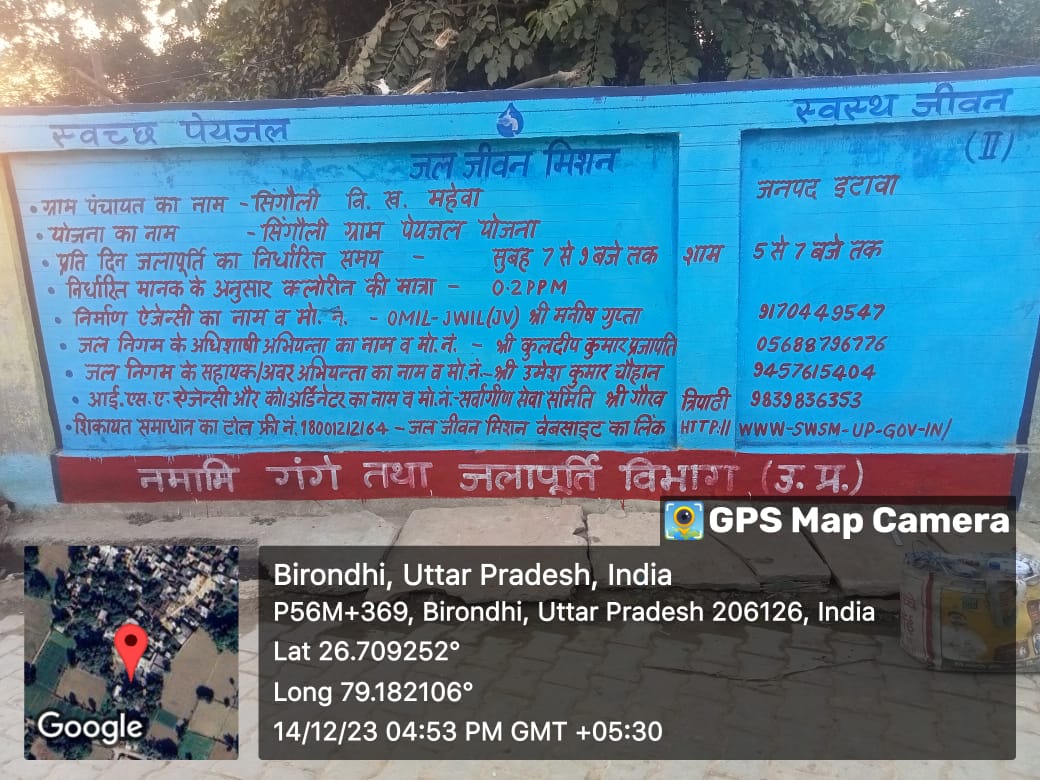 स्वच्छ पेयजल स्वस्थ जीवन
जल जीवन मिशन (II)
• ग्राम पंचायत का नाम - सिंगौली वि. ख. महेवा जनपद इटावा
• योजना का नाम - सिंगौली ग्राम पेयजल योजना
• प्रति दिन जलापूर्ति का निर्धारित समय - सुबह 7 से 9 बजे तक शाम 5 से 7 बजे तक
• निर्धारित मानक के अनुसार क्लोरीन की मात्रा - 0.2 PPM
• निर्माण ऐजेन्सी का नाम व मो. नं. - OMIL-JWIL(JV) श्री मनीष गुप्ता 9170449547
• जल निगम के अधिशाषी अभियन्ता का नाम व मो. नं. - श्री कुलदीप कुमार प्रजापति 05688796776
• जल निगम के सहायक/अवर अभियन्ता का नाम व मो. नं. - श्री उमेश कुमार चौहान 9457615404
• आई. एस. ए. ऐजेन्सी और कोआर्डिनेटर का नाम व मो. नं. - सर्वांगीण सेवा समिति श्री गौरव त्रिपाठी 9839836353
• शिकायत समाधान का टोल फ्री नं. 18001212164 - जल जीवन मिशन वेबसाइट का लिंक HTTP:// WWW-SWSM-UP-GOV-IN/
नमामि गंगे तथा जलापूर्ति विभाग (उ. प्र.)
GPS Map Camera
Birondhi, Uttar Pradesh, India
P56M+369, Birondhi, Uttar Pradesh 206126, India
Lat 26.709252°
Long 79.182106°
14/12/23 04:53 PM GMT +05:30
Google